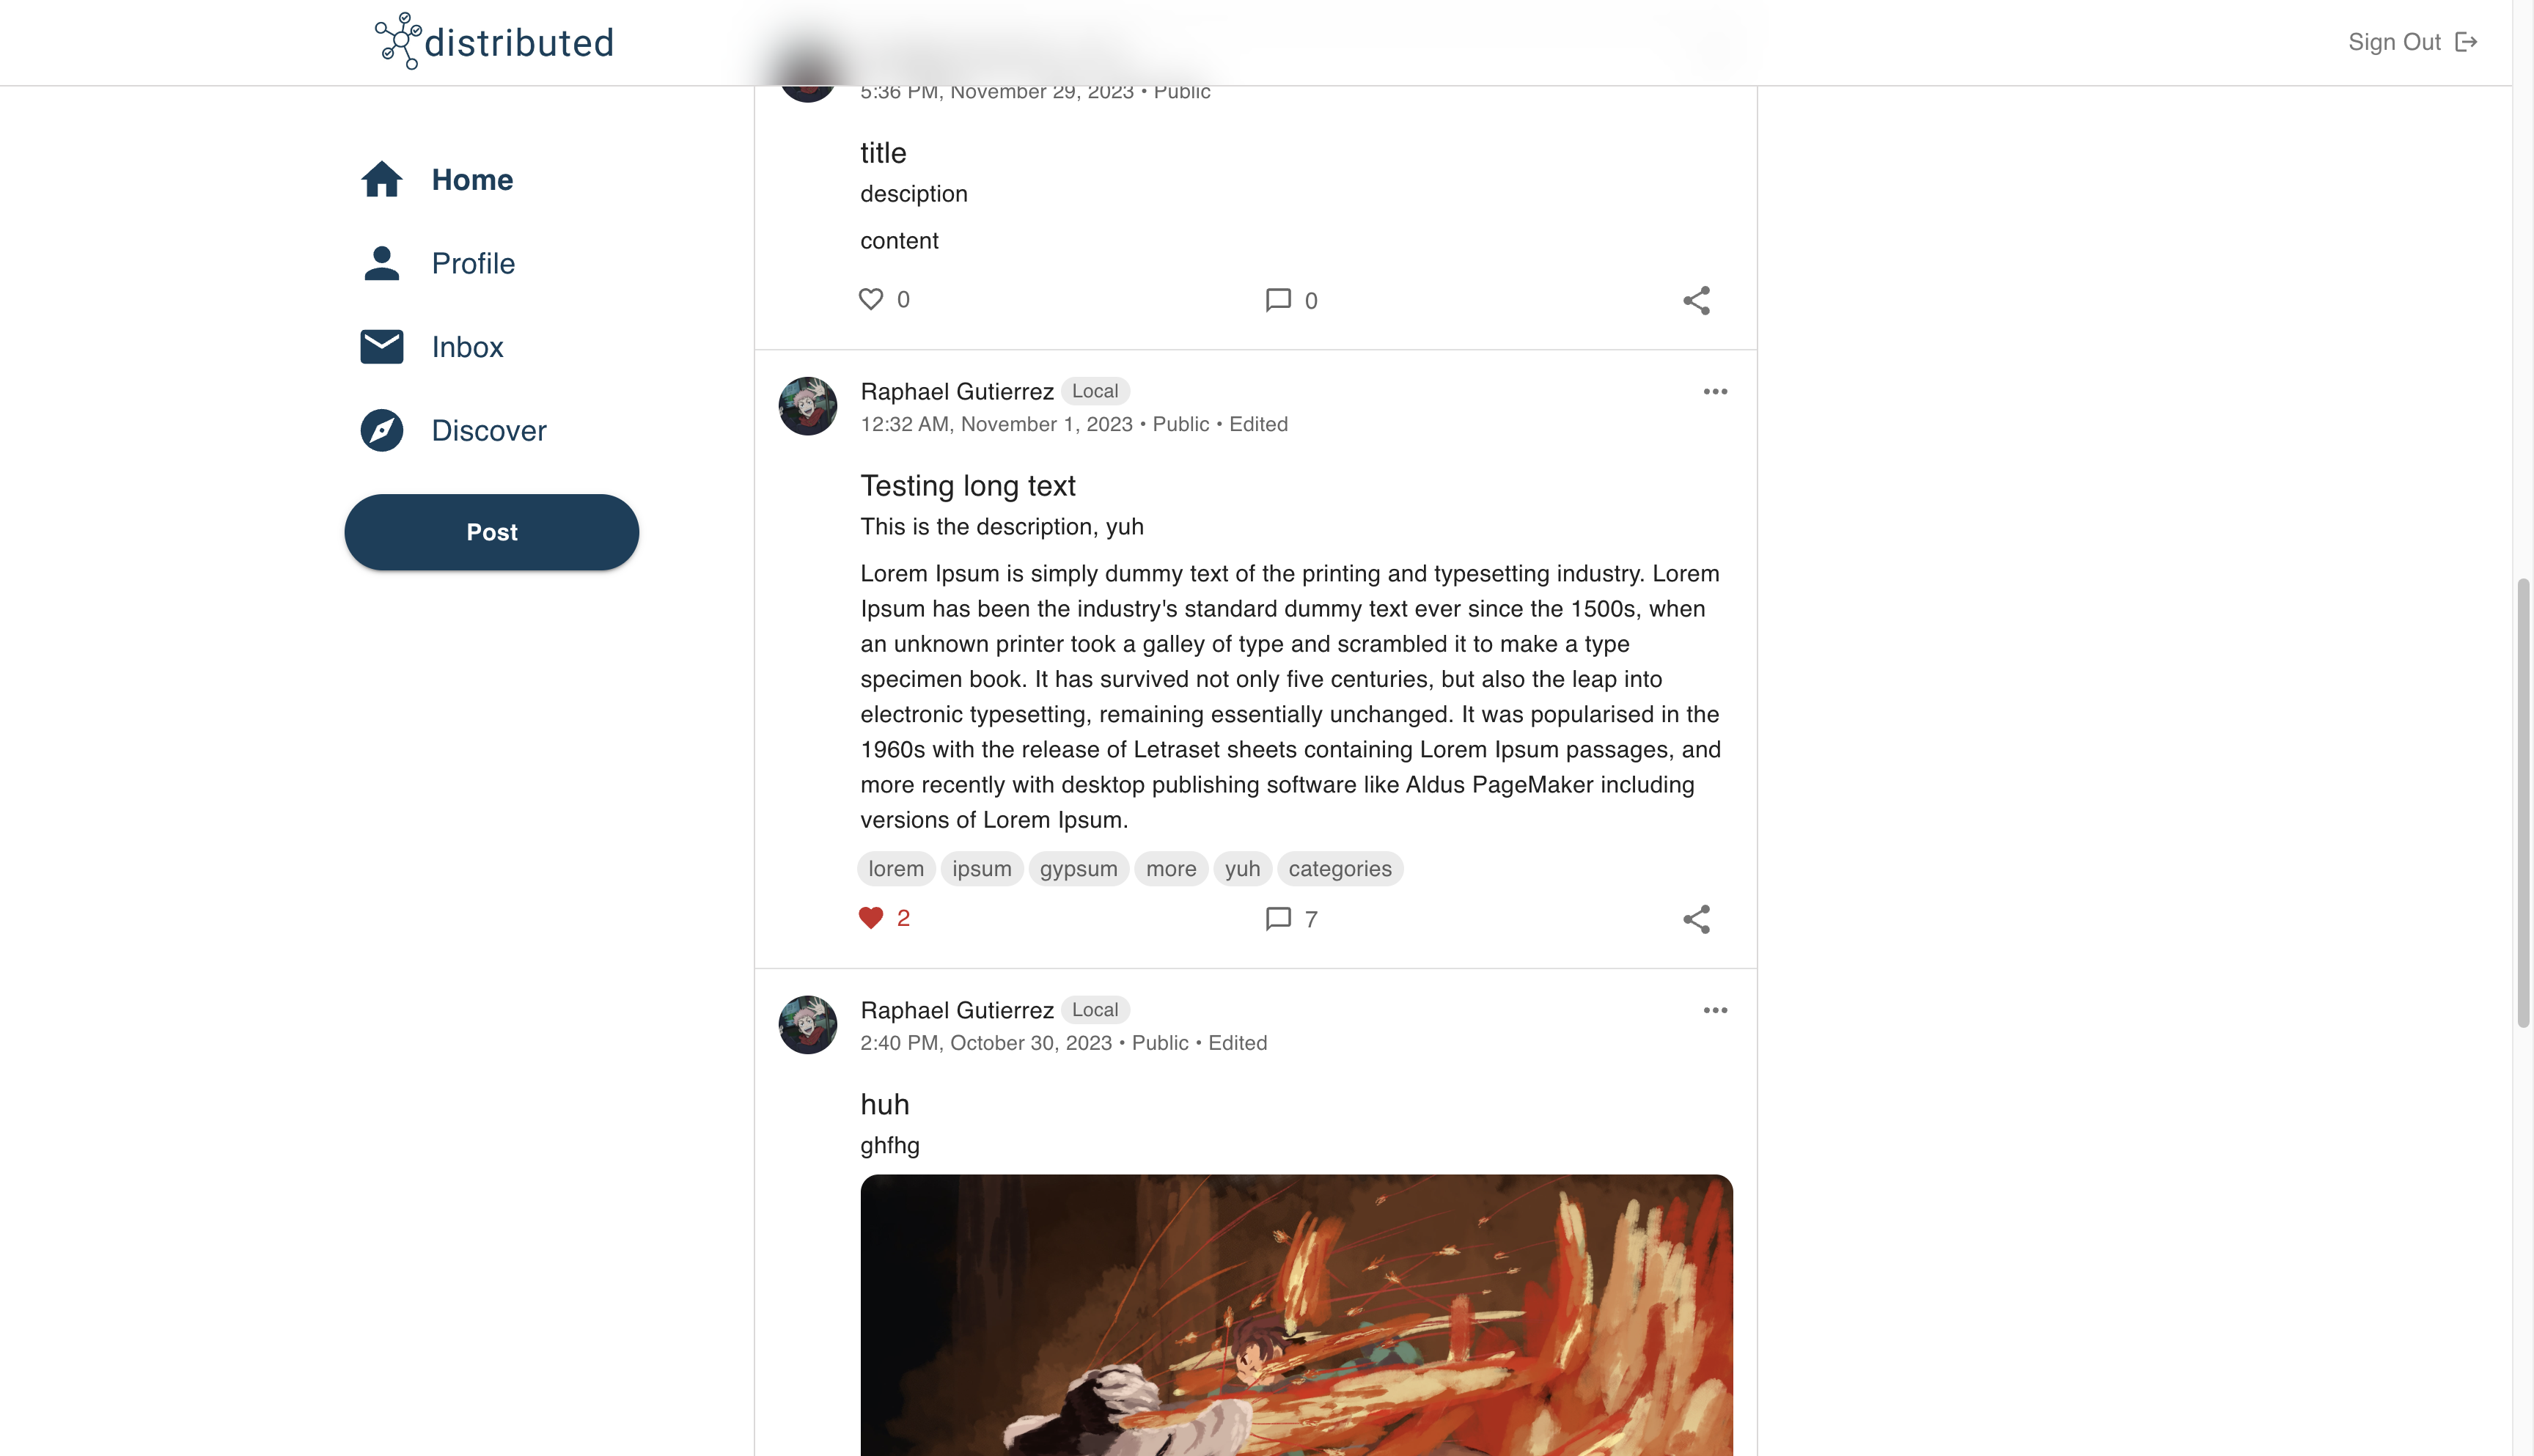 distributed
Sign Out
Home
Profile
Inbox
Discover
Post
5:36 PM, November 29, 2023 • Public
title
desciption
content
0
0
Raphael Gutierrez Local
12:32 AM, November 1, 2023 • Public • Edited
Testing long text
This is the description, yuh
Lorem Ipsum is simply dummy text of the printing and typesetting industry. Lorem
Ipsum has been the industry's standard dummy text ever since the 1500s, when
an unknown printer took a galley of type and scrambled it to make a type
specimen book. It has survived not only five centuries, but also the leap into
electronic typesetting, remaining essentially unchanged. It was popularised in the
1960s with the release of Letraset sheets containing Lorem Ipsum passages, and
more recently with desktop publishing software like Aldus PageMaker including
versions of Lorem Ipsum.
lorem ipsum gypsum more yuh categories
2
7
Raphael Gutierrez Local
2:40 PM, October 30, 2023 • Public • Edited
huh
ghfhg